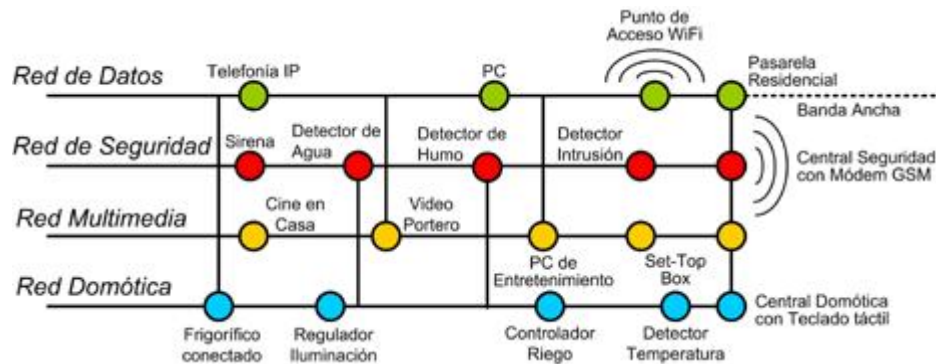 Punto de
Acceso WiFi
Red de Datos
Telefonía IP
PC
Pasarela
Residencial
Banda Ancha
Red de Seguridad
Sirena
Detector de
Agua
Detector de
Humo
Detector
Intrusión
Central Seguridad
con Módem GSM
Red Multimedia
Cine en
Casa
Video
Portero
PC de
Entretenimiento
Set-Top
Box
Red Domótica
Central Domótica
con Teclado táctil
Frigorífico
conectado
Regulador
Iluminación
Controlador
Riego
Detector
Temperatura